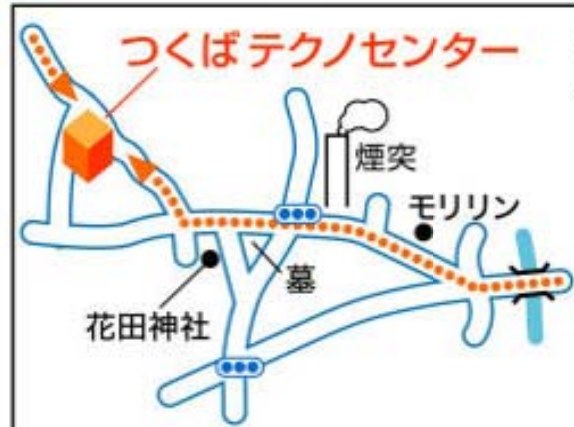 つくばテクノセンター
煙突
モリリン
墓
花田神社